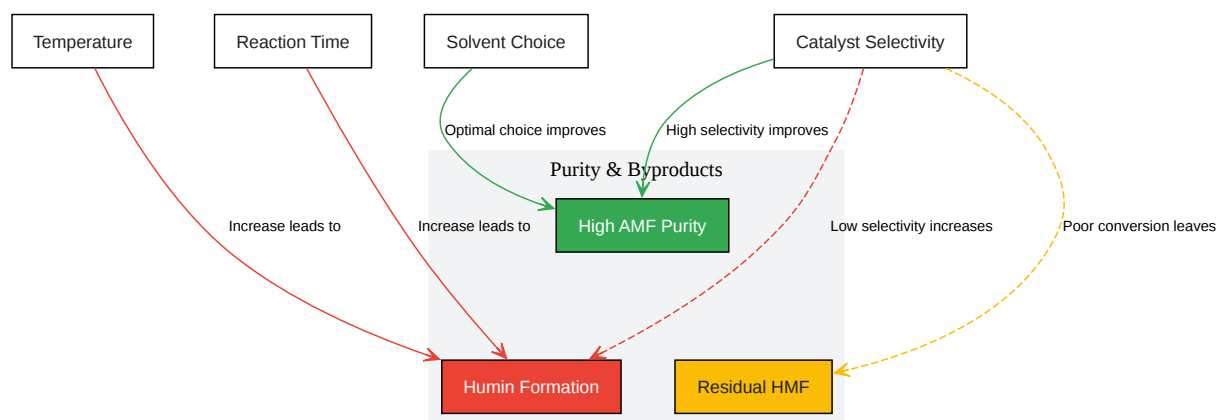 Temperature
Reaction Time
Solvent Choice
Catalyst Selectivity
Optimal choice improves
High selectivity improves
Purity & Byproducts
High AMF Purity
Increase leads to
Increase leads to
Low selectivity increases
Poor conversion leaves
Humin Formation
Residual HMF